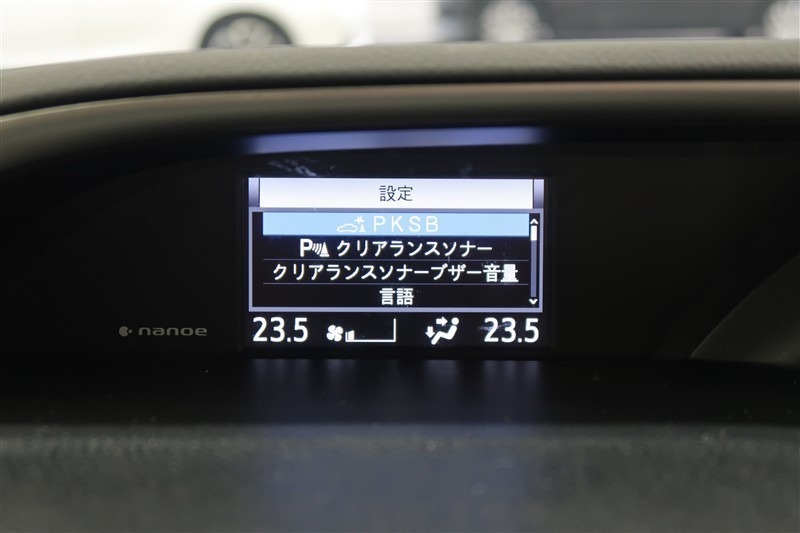 設定
PKSB
P クリアランスソナー
クリアランスソナーブザー音量
言語
23.5 23.5
nanoe